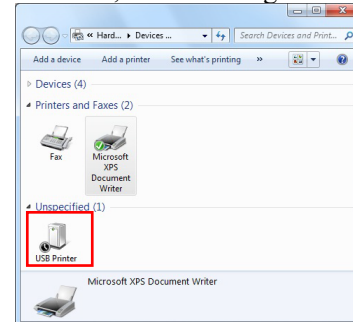 « Hard... ▸ Devices ...
Search Devices and Print...
Add a device Add a printer See what's printing »
Devices (4)
Printers and Faxes (2)
Fax
Microsoft
XPS
Document
Writer
Unspecified (1)
USB Printer
Microsoft XPS Document Writer